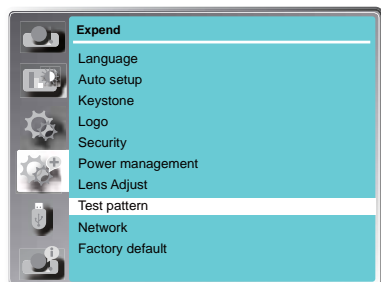 Expend
Language
Auto setup
Keystone
Logo
Security
Power management
Lens Adjust
Test pattern
Network
Factory default